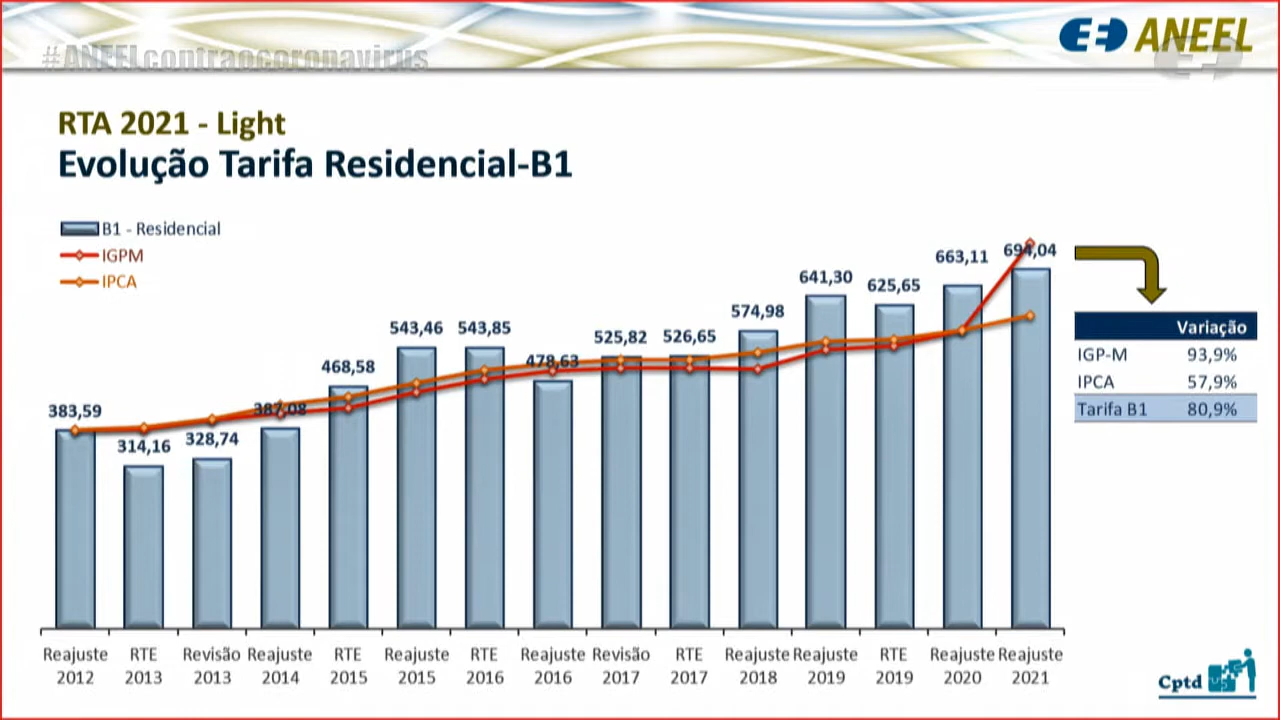 #ANEELcontraocoronavirus
ANEEL
RTA 2021 - Light
Evolução Tarifa Residencial-B1
B1 - Residencial
IGPM
IPCA
383,59
314,16
328,74
387,08
468,58
543,46
543,85
478,63
525,82
526,65
574,98
641,30
625,65
663,11
694,04
Variação
IGP-M 93,9%
IPCA 57,9%
Tarifa B1 80,9%
Reajuste RTE Revisão Reajuste RTE Reajuste RTE Reajuste Revisão RTE Reajuste Reajuste RTE Reajuste Reajuste
2012 2013 2013 2014 2015 2015 2016 2016 2017 2017 2018 2019 2019 2020 2021
Cptd